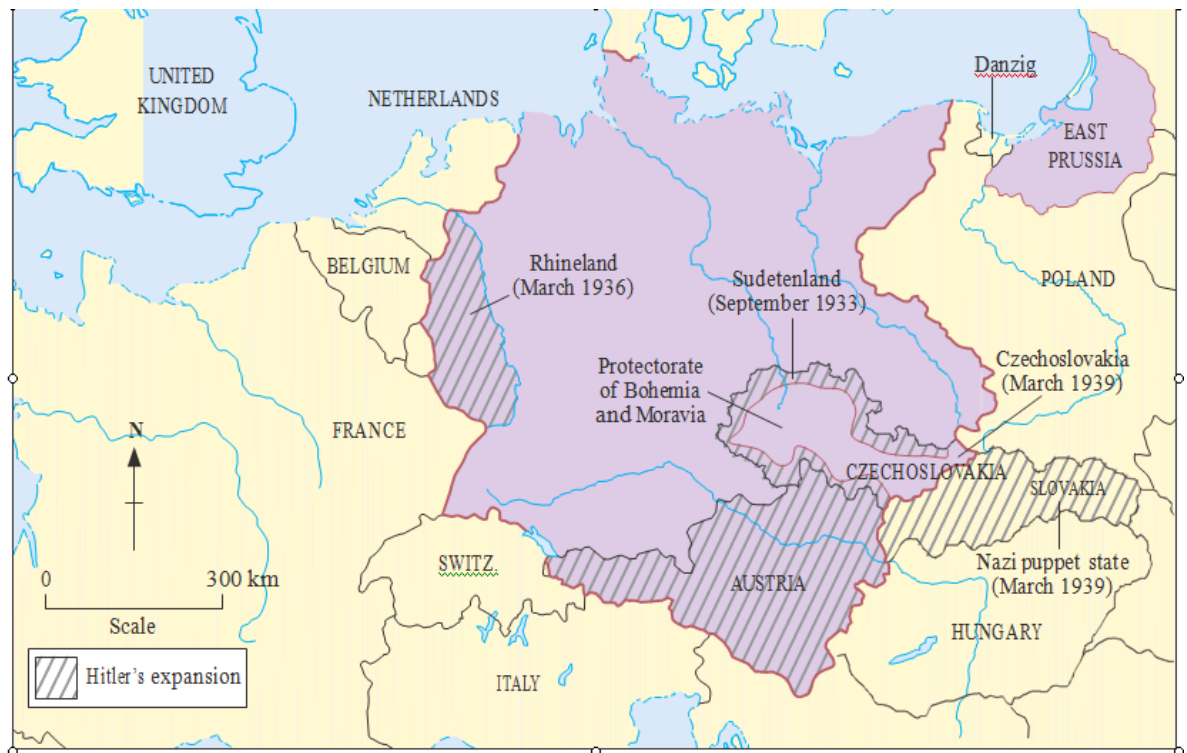 UNITED
KINGDOM
NETHERLANDS
Danzig
EAST
PRUSSIA
BELGIUM
Rhineland
(March 1936)
Sudetenland
(September 1933)
POLAND
Protectorate
of Bohemia
and Moravia
Czechoslovakia
(March 1939)
FRANCE
N
CZECHOSLOVAKIA
SLOVAKIA
SWITZ.
AUSTRIA
Nazi puppet state
(March 1939)
HUNGARY
ITALY
0 300 km
Scale
Hitler's expansion